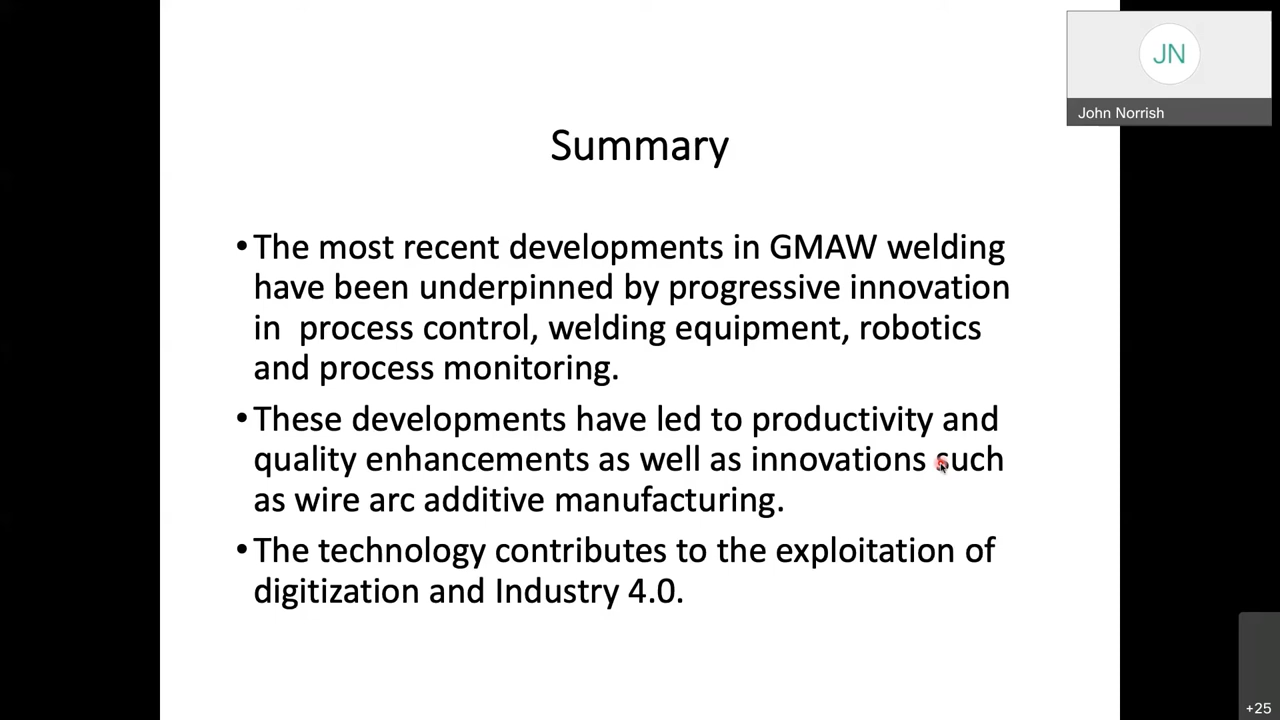 JN
John Norrish
Summary
• The most recent developments in GMAW welding
have been underpinned by progressive innovation
in  process control, welding equipment, robotics
and process monitoring.
• These developments have led to productivity and
quality enhancements as well as innovations such
as wire arc additive manufacturing.
• The technology contributes to the exploitation of
digitization and Industry 4.0.
+25